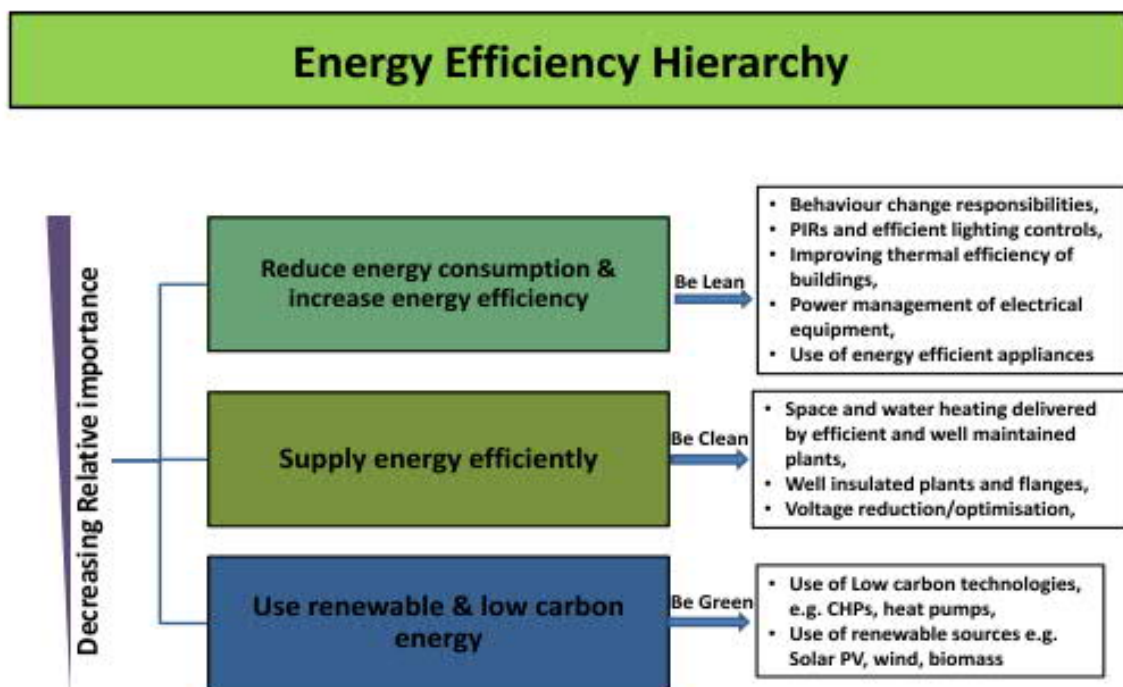 Energy Efficiency Hierarchy
Decreasing Relative importance
Reduce energy consumption &
increase energy efficiency
Be Lean
• Behaviour change responsibilities,
• PIRs and efficient lighting controls,
• Improving thermal efficiency of
buildings,
• Power management of electrical
equipment,
• Use of energy efficient appliances
Supply energy efficiently
Be Clean
• Space and water heating delivered
by efficient and well maintained
plants,
• Well insulated plants and flanges,
• Voltage reduction/optimisation,
Use renewable & low carbon
energy
Be Green
• Use of Low carbon technologies,
e.g. CHPs, heat pumps,
• Use of renewable sources e.g.
Solar PV, wind, biomass